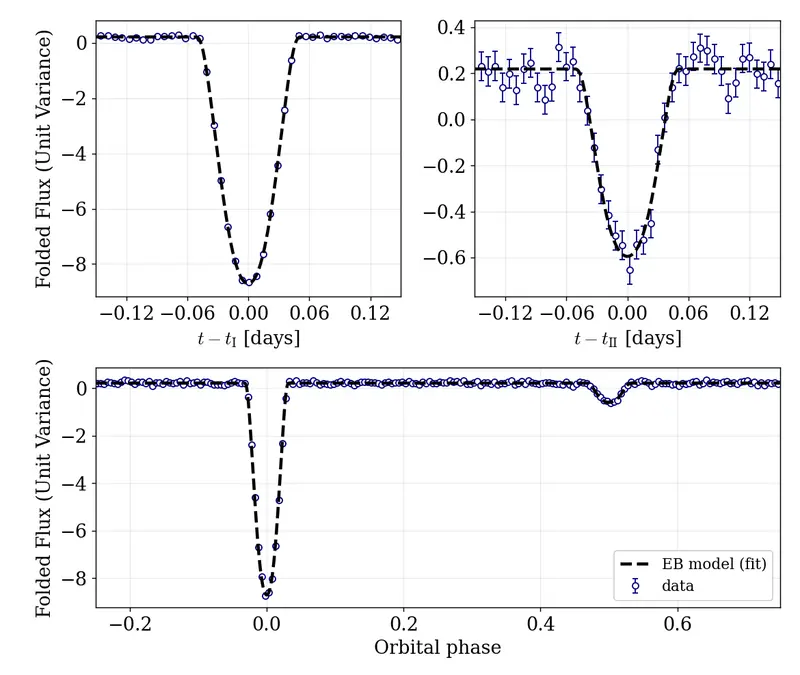 Folded Flux (Unit Variance)
0
−2
−4
−6
−8
−0.12 −0.06 0.00 0.06 0.12
t − tI [days]
0.4
0.2
0.0
−0.2
−0.4
−0.6
−0.12 −0.06 0.00 0.06 0.12
t − tII [days]
Folded Flux (Unit Variance)
0
−2
−4
−6
−8
−0.2 0.0 0.2 0.4 0.6
Orbital phase
EB model (fit)
data